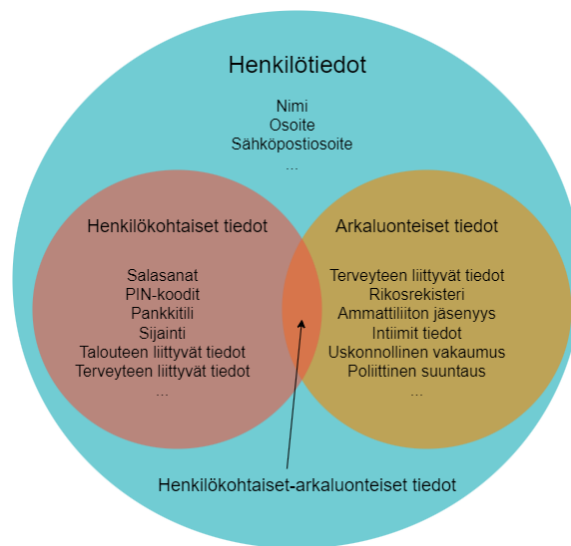 Henkilötiedot
Nimi
Osoite
Sähköpostiosoite
...
Henkilökohtaiset tiedot
Salasanat
PIN-koodit
Pankkitili
Sijainti
Talouteen liittyvät tiedot
Terveyteen liittyvät tiedot
...
Arkaluonteiset tiedot
Terveyteen liittyvät tiedot
Rikosrekisteri
Ammattiliiton jäsenyys
Intiimit tiedot
Uskonnollinen vakaumus
Poliittinen suuntaus
...
Henkilökohtaiset-arkaluonteiset tiedot